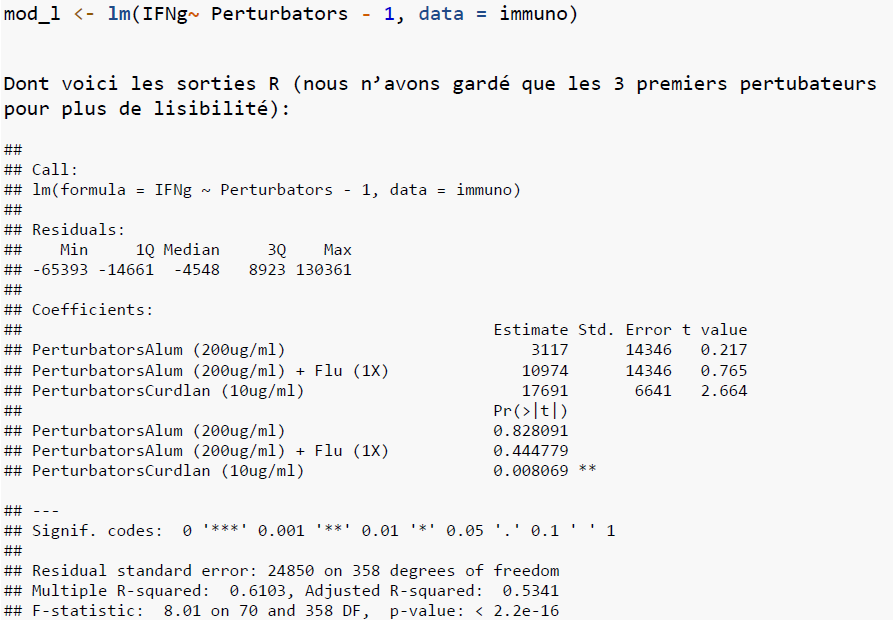 mod_l <- lm(IFNg~ Perturbators - 1, data = immuno)
Dont voici les sorties R (nous n’avons gardé que les 3 premiers pertubateurs
pour plus de lisibilité):
##
## Call:
## lm(formula = IFNg ~ Perturbators - 1, data = immuno)
##
## Residuals:
##    Min     1Q Median     3Q    Max
## -65393 -14661  -4548   8923 130361
##
## Coefficients:
##                                                  Estimate Std. Error t value
## PerturbatorsAlum (200ug/ml)                          3117      14346   0.217
## PerturbatorsAlum (200ug/ml) + Flu (1X)              10974      14346   0.765
## PerturbatorsCurdlan (10ug/ml)                       17691       6641   2.664
##                                                  Pr(>|t|)
## PerturbatorsAlum (200ug/ml)                      0.828091
## PerturbatorsAlum (200ug/ml) + Flu (1X)           0.444779
## PerturbatorsCurdlan (10ug/ml)                    0.008069 **
## ---
## Signif. codes:  0 '***' 0.001 '**' 0.01 '*' 0.05 '.' 0.1 ' ' 1
##
## Residual standard error: 24850 on 358 degrees of freedom
## Multiple R-squared:  0.6103, Adjusted R-squared:  0.5341
## F-statistic:  8.01 on 70 and 358 DF,  p-value: < 2.2e-16